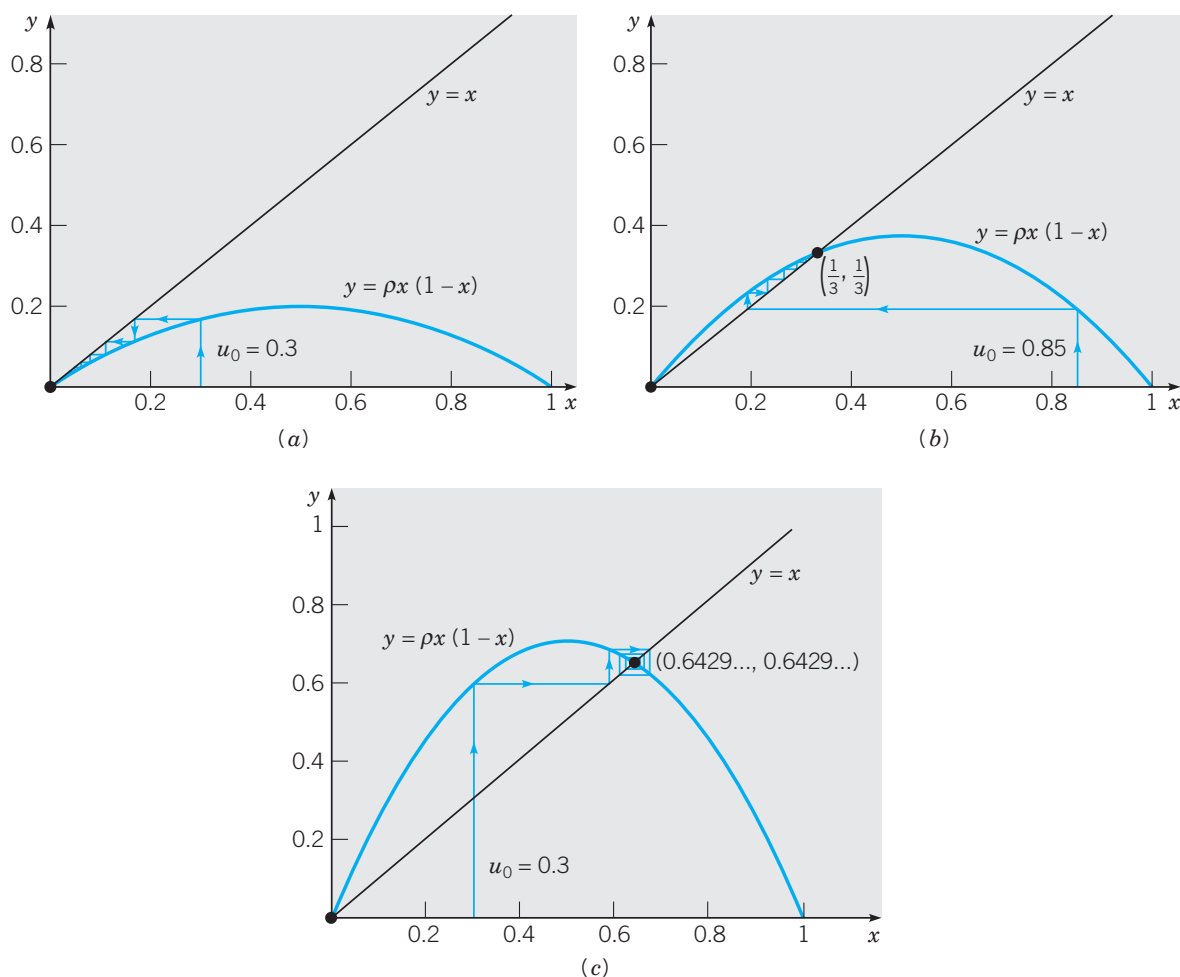 y
0.8
0.6
0.4
0.2
y = x
y = ρx (1 – x)
u0 = 0.3
0.2 0.4 0.6 0.8 1 x
(a)
y
0.8
0.6
0.4
0.2
y = x
y = ρx (1 – x)
(1/3, 1/3)
u0 = 0.85
0.2 0.4 0.6 0.8 1 x
(b)
y
1
0.8
0.6
0.4
0.2
y = x
y = ρx (1 – x)
(0.6429..., 0.6429...)
u0 = 0.3
0.2 0.4 0.6 0.8 1 x
(c)